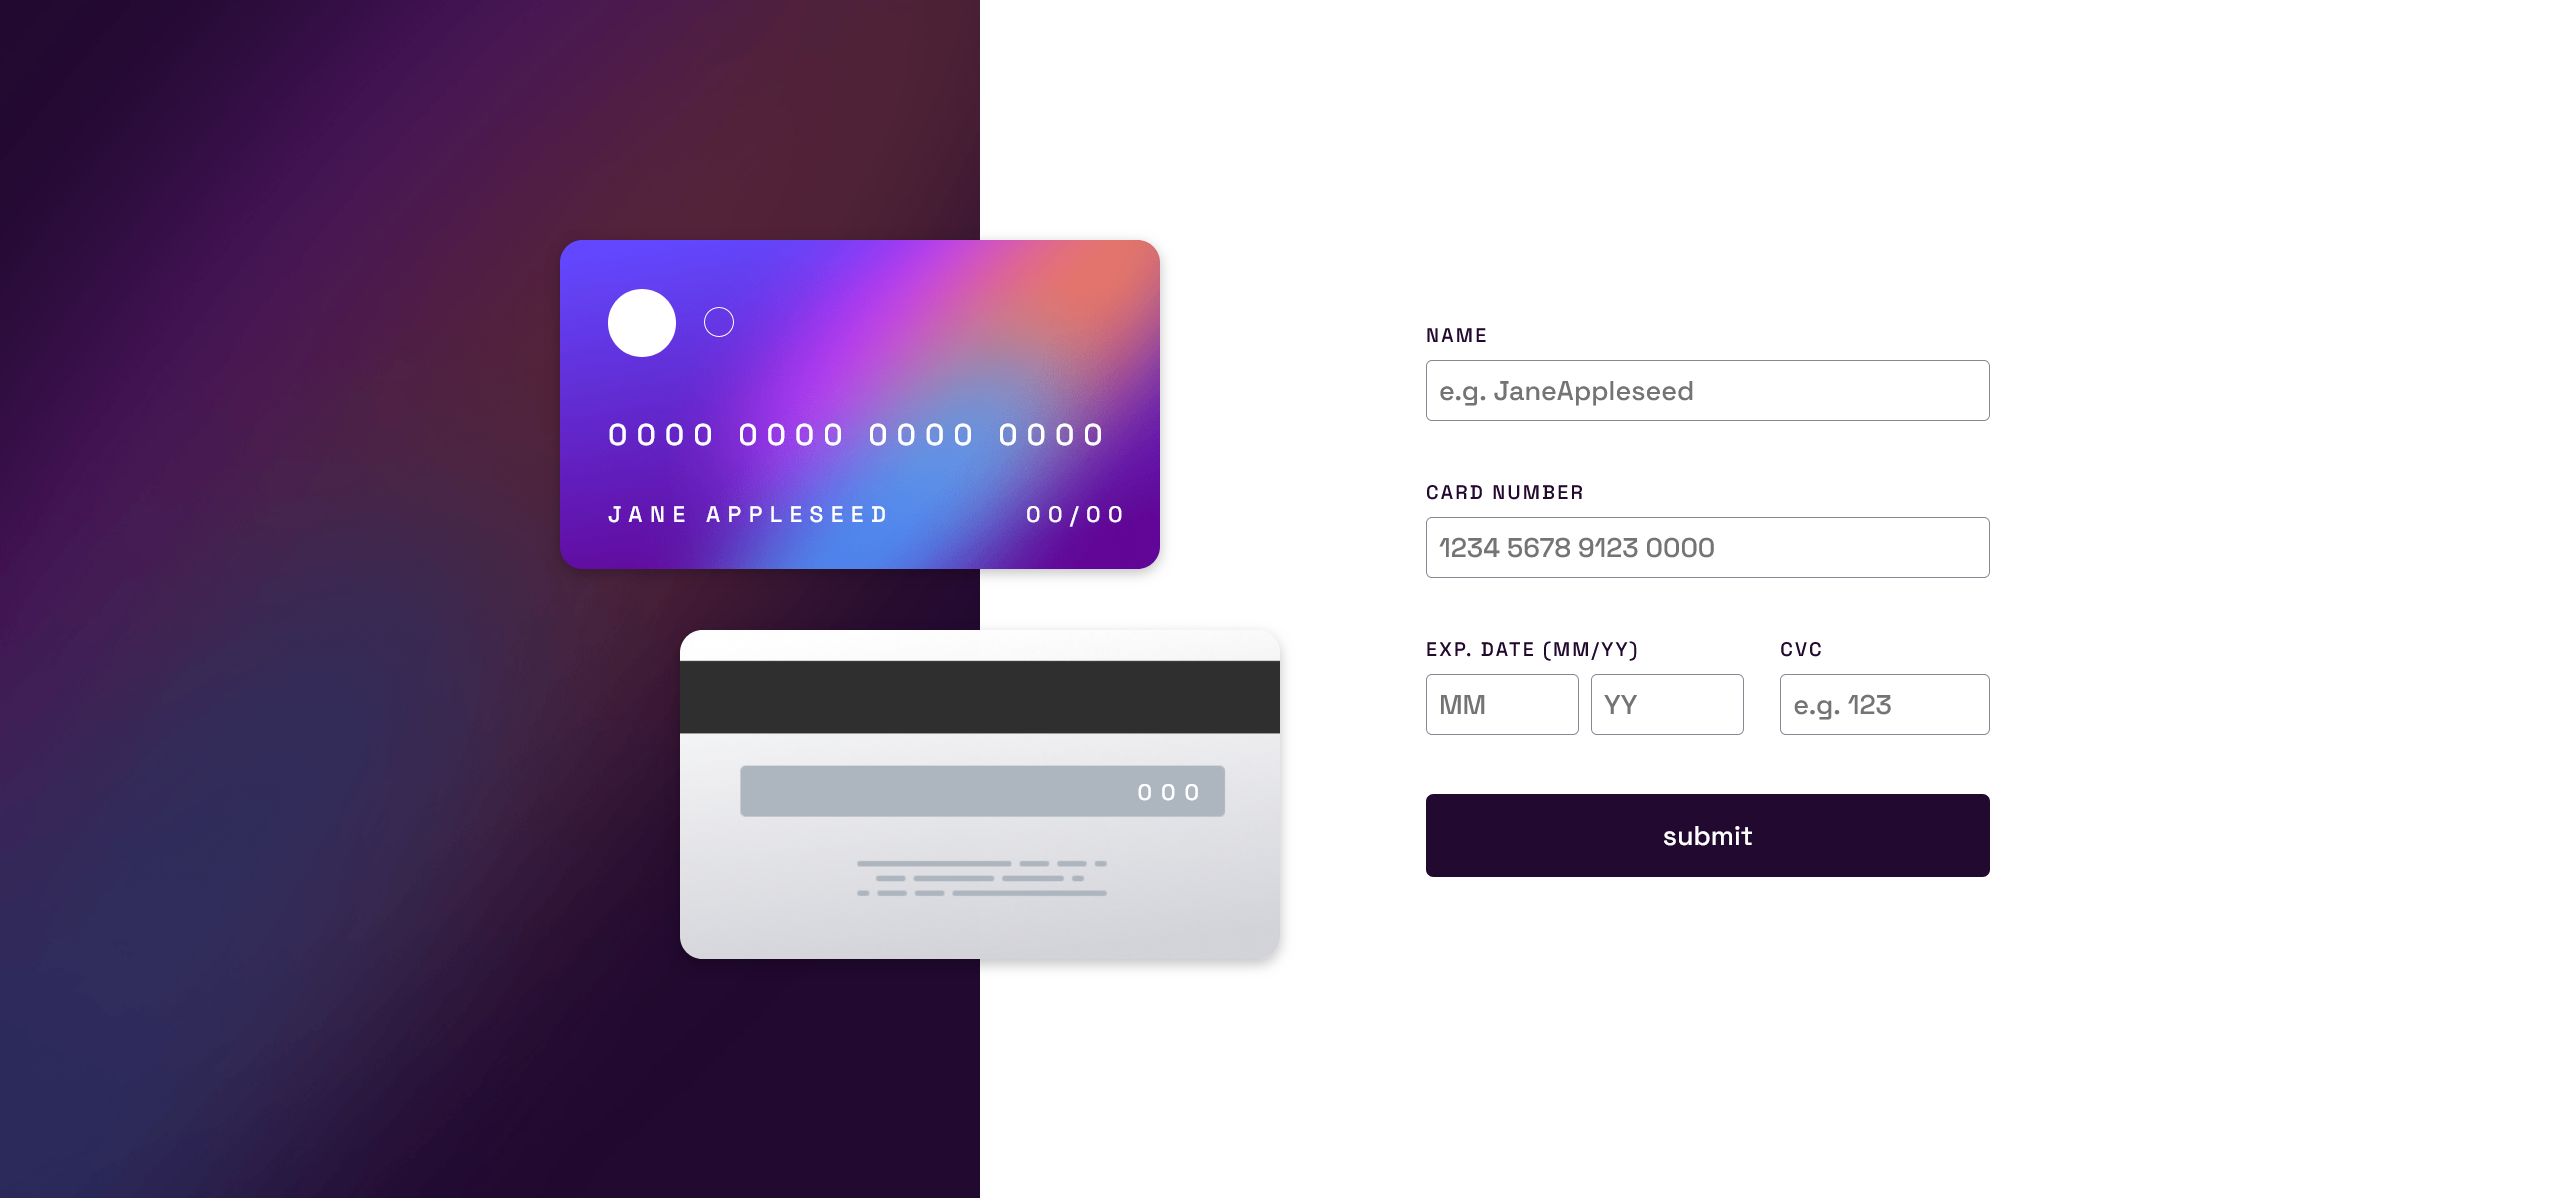 0000 0000 0000 0000
JANE APPLESEED 00/00
000
NAME
e.g. JaneAppleseed
CARD NUMBER
1234 5678 9123 0000
EXP. DATE (MM/YY) CVC
MM YY e.g. 123
submit